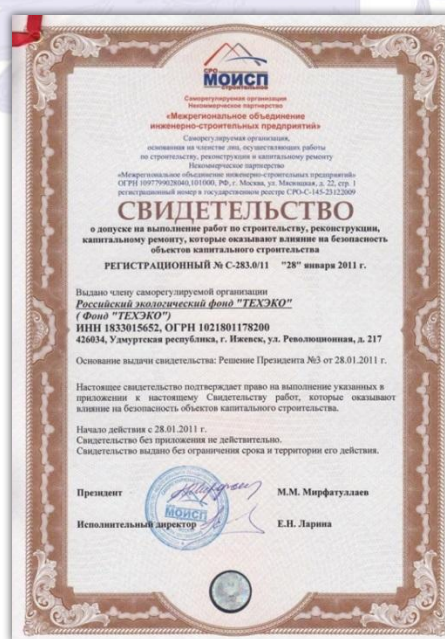 СРО
МОИСП
строительное
Саморегулируемая организация
Некоммерческое партнерство
«Межрегиональное объединение
инженерно-строительных предприятий»
Саморегулируемая организация,
основанная на членстве лиц, осуществляющих работы
по строительству, реконструкции и капитальному ремонту
Некоммерческое партнерство
«Межрегиональное объединение инженерно-строительных предприятий»
ОГРН 1097799028040,101000, РФ, г. Москва, ул. Мясницкая, д. 22, стр. 1
регистрационный номер в государственном реестре СРО-С-145-23122009
СВИДЕТЕЛЬСТВО
о допуске на выполнение работ по строительству, реконструкции,
капитальному ремонту, которые оказывают влияние на безопасность
объектов капитального строительства
РЕГИСТРАЦИОННЫЙ № С-283.0/11 "28" января 2011 г.
Выдано члену саморегулируемой организации
Российский экологический фонд "ТЕХЭКО"
( Фонд "ТЕХЭКО")
ИНН 1833015652, ОГРН 1021801178200
426034, Удмуртская республика, г. Ижевск, ул. Революционная, д. 217
Основание выдачи свидетельства: Решение Президента №3 от 28.01.2011 г.
Настоящее свидетельство подтверждает право на выполнение указанных в
приложении к настоящему Свидетельству работ, которые оказывают
влияние на безопасность объектов капитального строительства.
Начало действия с 28.01.2011 г.
Свидетельство без приложения не действительно.
Свидетельство выдано без ограничения срока и территории его действия.
Президент М.М. Мирфатуллаев
МОИСП
Исполнительный директор Е.Н. Ларина